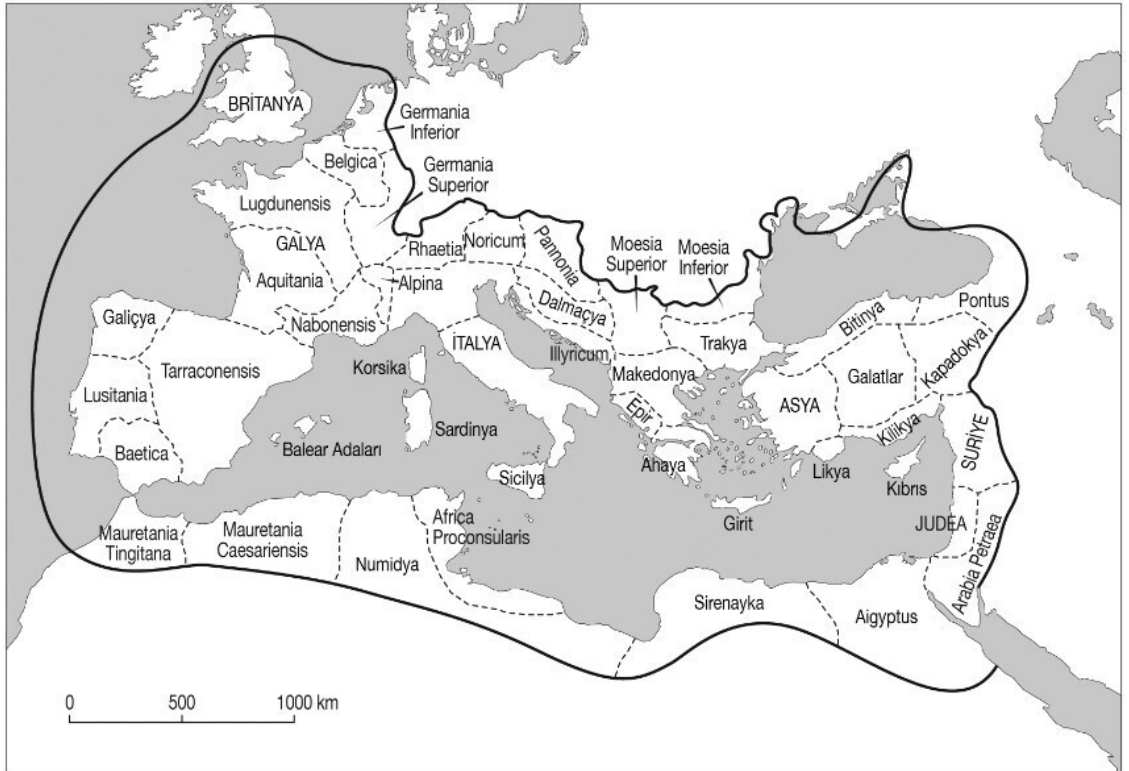 BRİTANYA
Germania
Inferior
Belgica
Germania
Superior
Lugdunensis
GALYA
Aquitania
Nabonensis
Alpina
Rhaetia
Noricum
Pannonia
Dalmaçya
Illyricum
Moesia
Superior
Moesia
Inferior
Trakya
Makedonya
Epir
Ahaya
Girit
Bitinya
Pontus
Kapadokya
Galatlar
ASYA
Kilikya
Likya
Kıbrıs
SURİYE
JUDEA
Arabia Petraea
Galiçya
Lusitania
Tarraconensis
Baetica
Balear Adaları
Korsika
Sardinya
İTALYA
Sicilya
Mauretania
Tingitana
Mauretania
Caesariensis
Numidya
Africa
Proconsularis
Sirenayka
Aigyptus
0 500 1000 km